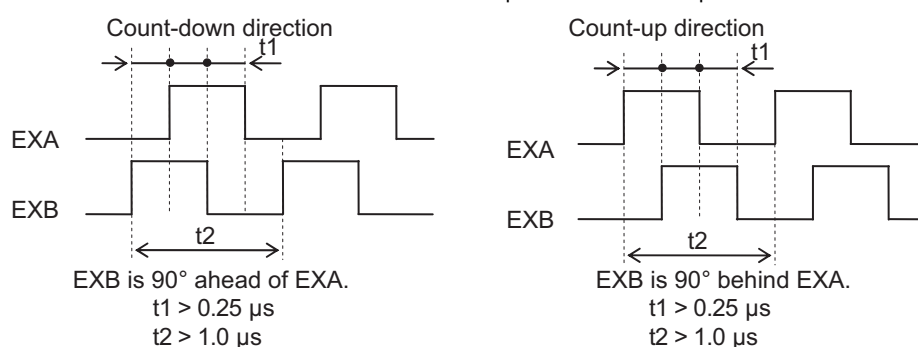 Count-down direction
t1
EXA
EXB
t2
EXB is 90° ahead of EXA.
t1 > 0.25 µs
t2 > 1.0 µs
Count-up direction
t1
EXA
EXB
t2
EXB is 90° behind EXA.
t1 > 0.25 µs
t2 > 1.0 µs